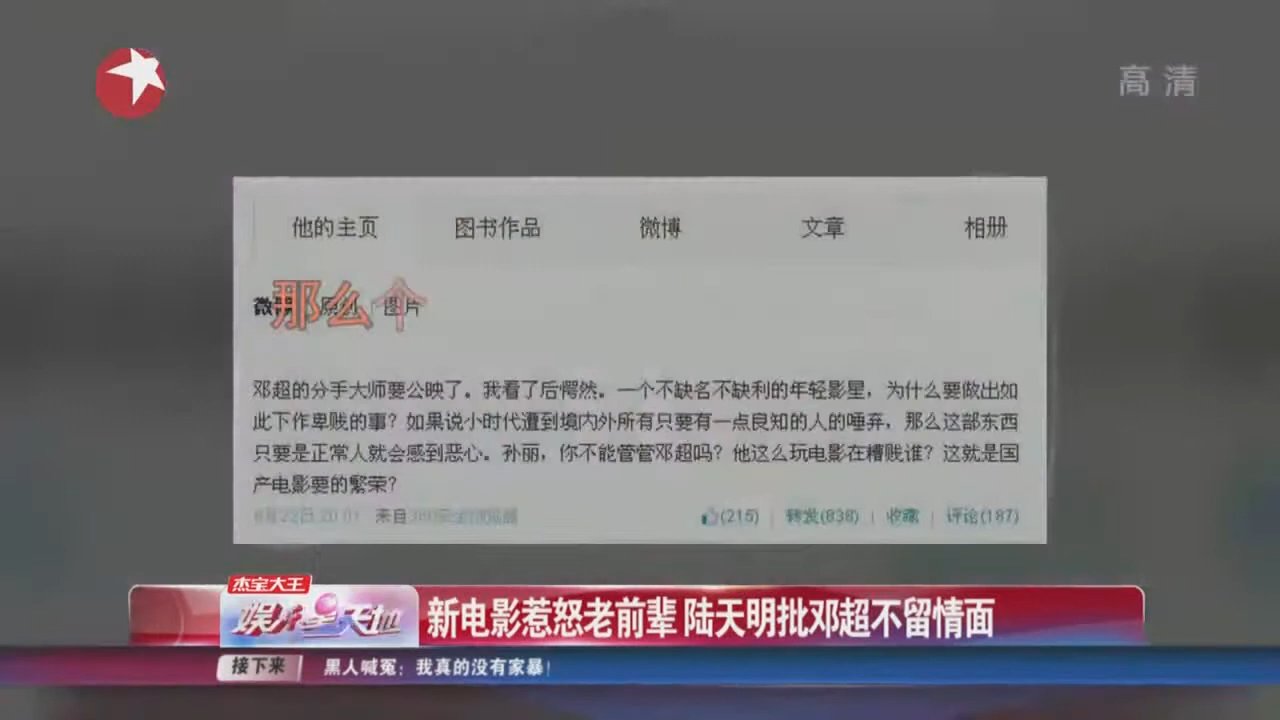 高清
他的主页 图书作品 微博 文章 相册
那么个
图片
邓超的分手大师要公映了。我看了后愕然。一个不缺名不缺利的年轻影星，为什么要做出如
此下作卑贱的事？如果说小时代遭到境内外所有只要有一点良知的人的唾弃，那么这部东西
只要是正常人就会感到恶心。孙丽，你不能管管邓超吗？他这么玩电影在糟贱谁？这就是国
产电影要的繁荣？
来自
(215) | 转发(838) | 收藏 | 评论(187)
杰宝大王
娱乐星天地
新电影惹怒老前辈 陆天明批邓超不留情面
接下来 黑人喊冤：我真的没有家暴！